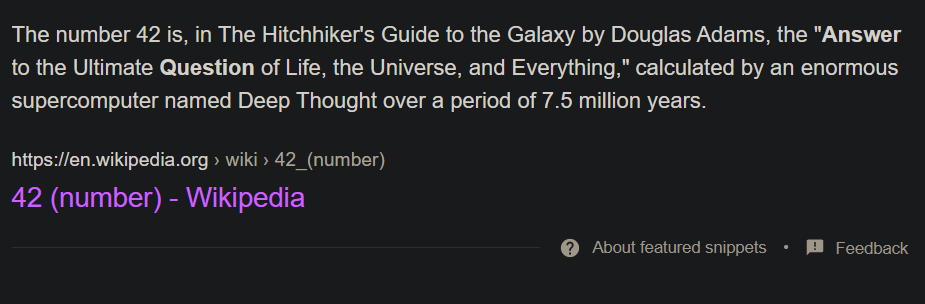 The number 42 is, in The Hitchhiker's Guide to the Galaxy by Douglas Adams, the "Answer
to the Ultimate Question of Life, the Universe, and Everything," calculated by an enormous
supercomputer named Deep Thought over a period of 7.5 million years.
https://en.wikipedia.org › wiki › 42_(number)
42 (number) - Wikipedia
About featured snippets • Feedback